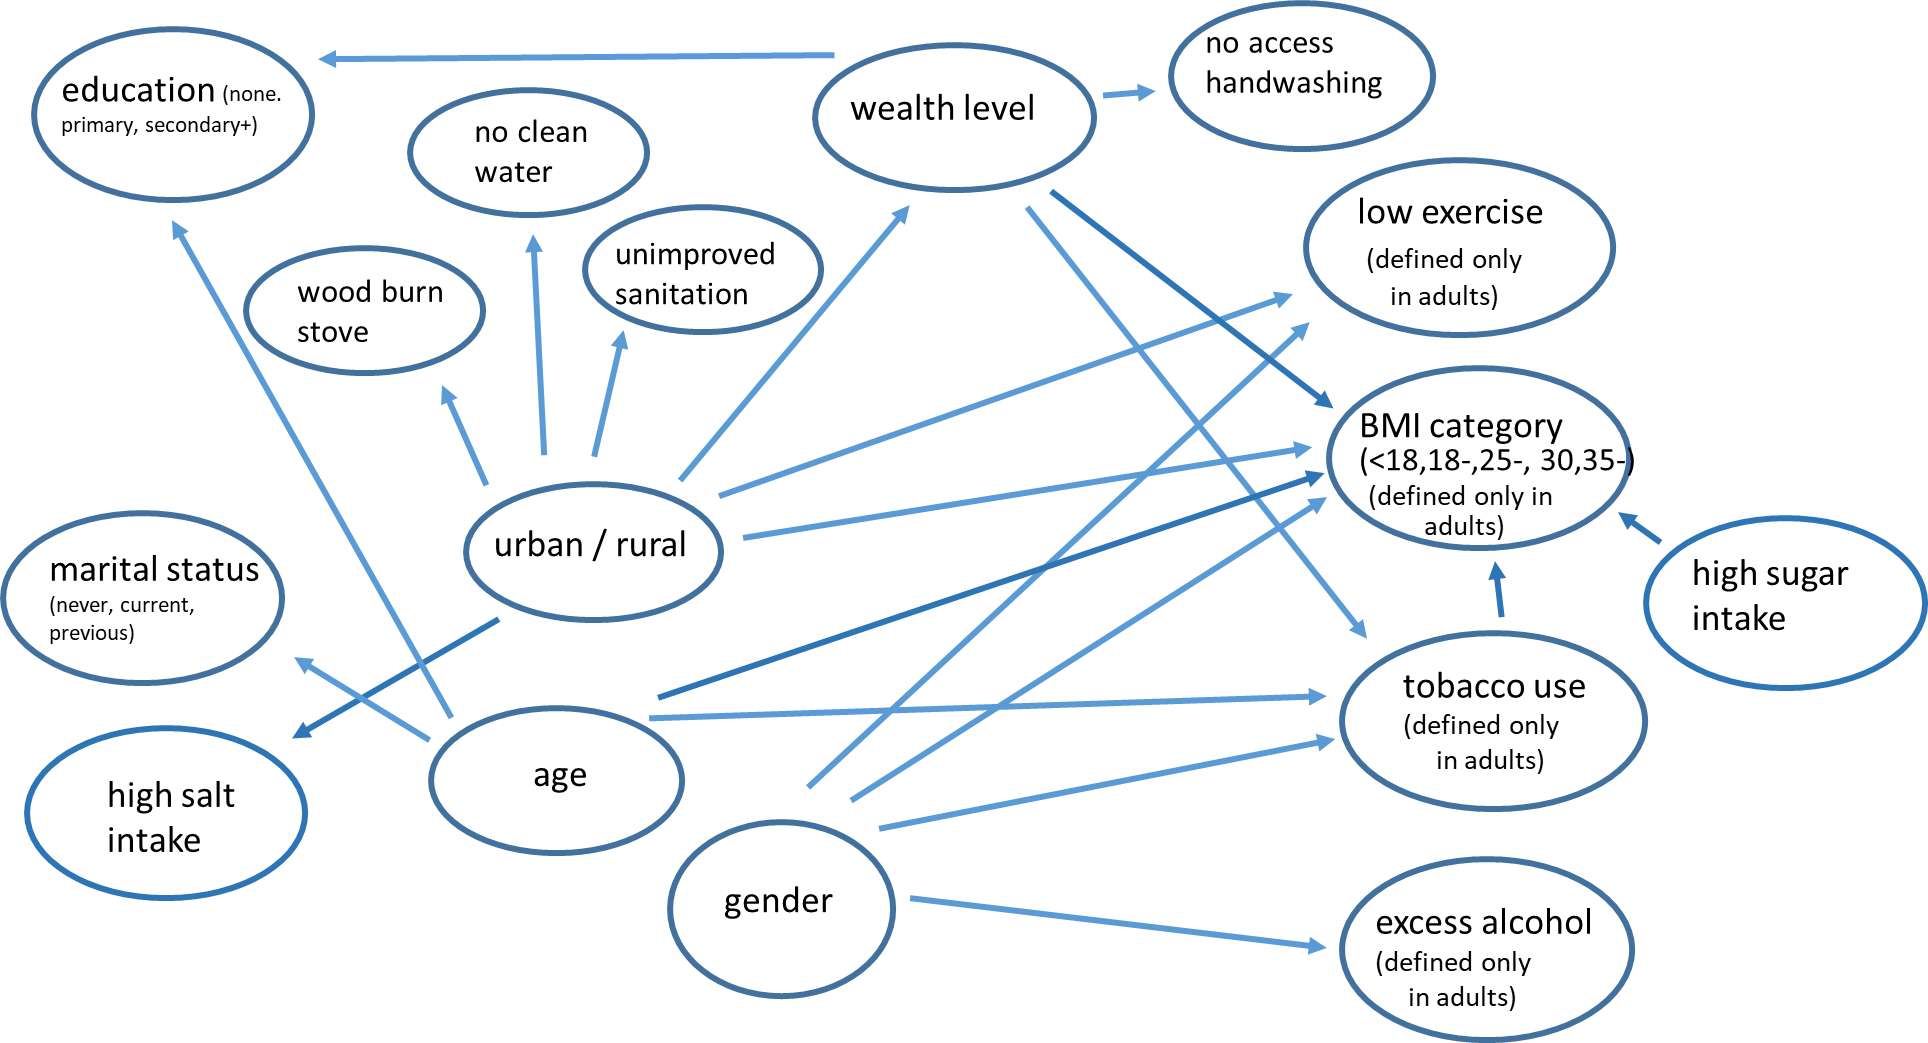 education (none.
primary, secondary+)
no clean
water
wealth level
no access
handwashing
unimproved
sanitation
wood burn
stove
low exercise
(defined only
in adults)
BMI category
(<18,18-,25-, 30,35-)
(defined only in
adults)
urban / rural
marital status
(never, current,
previous)
high sugar
intake
tobacco use
(defined only
in adults)
age
high salt
intake
gender
excess alcohol
(defined only
in adults)